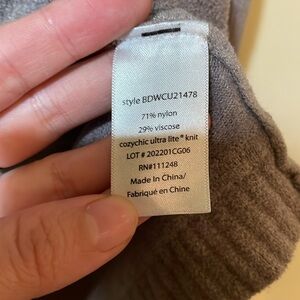 style BDWCU21478
71% nylon
29% viscose
cozychic ultra lite® knit
LOT # 202201CG06
RN#111248
Made In China/
Fabriqué en Chine